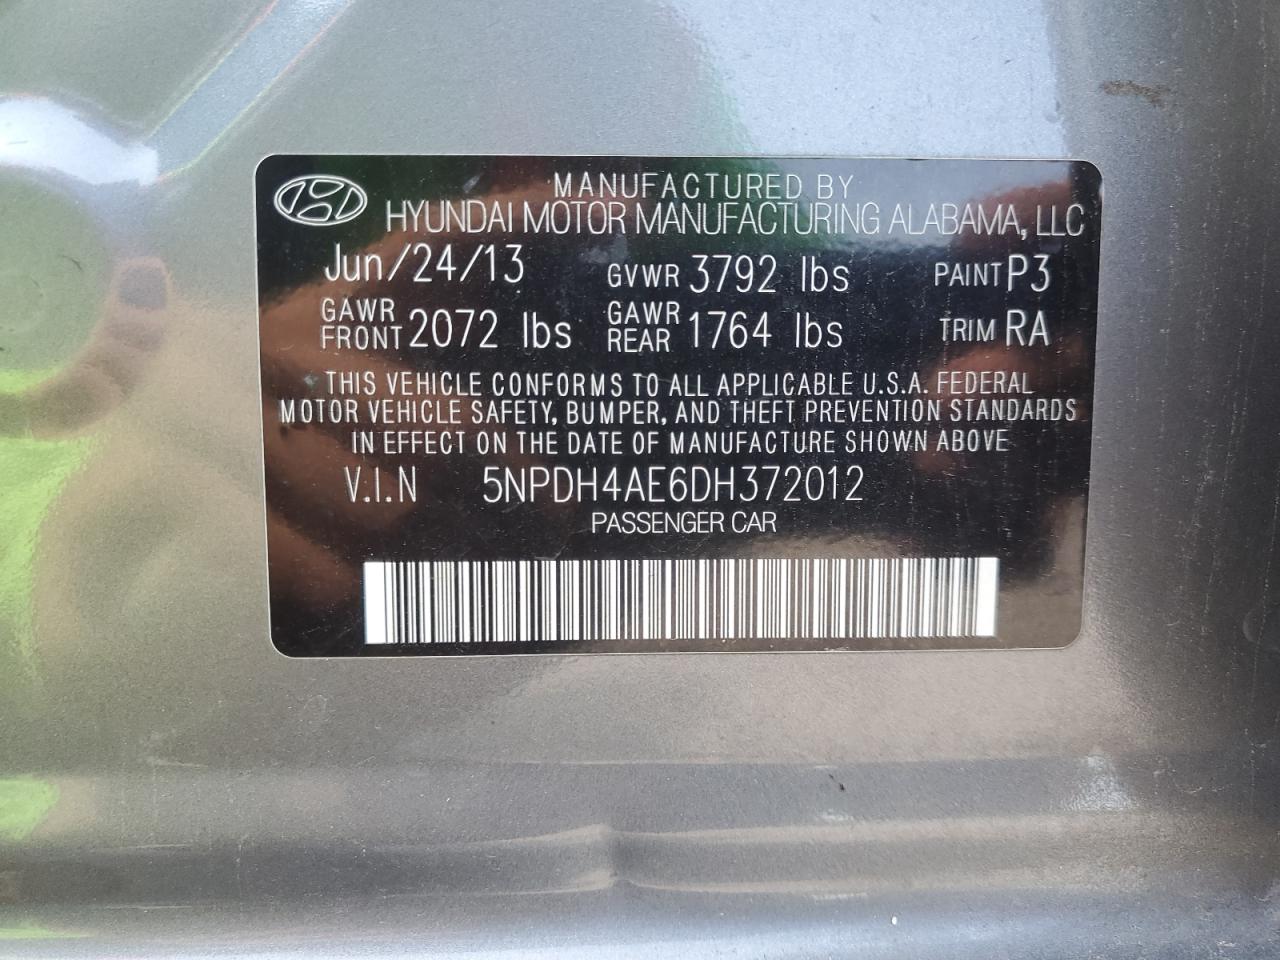 MANUFACTURED BY
HYUNDAI MOTOR MANUFACTURING ALABAMA, LLC
Jun/24/13 GVWR 3792 lbs PAINT P3
GAWR FRONT 2072 lbs GAWR REAR 1764 lbs TRIM RA
THIS VEHICLE CONFORMS TO ALL APPLICABLE U.S.A. FEDERAL
MOTOR VEHICLE SAFETY, BUMPER, AND THEFT PREVENTION STANDARDS
IN EFFECT ON THE DATE OF MANUFACTURE SHOWN ABOVE
V.I.N 5NPDH4AE6DH372012
PASSENGER CAR